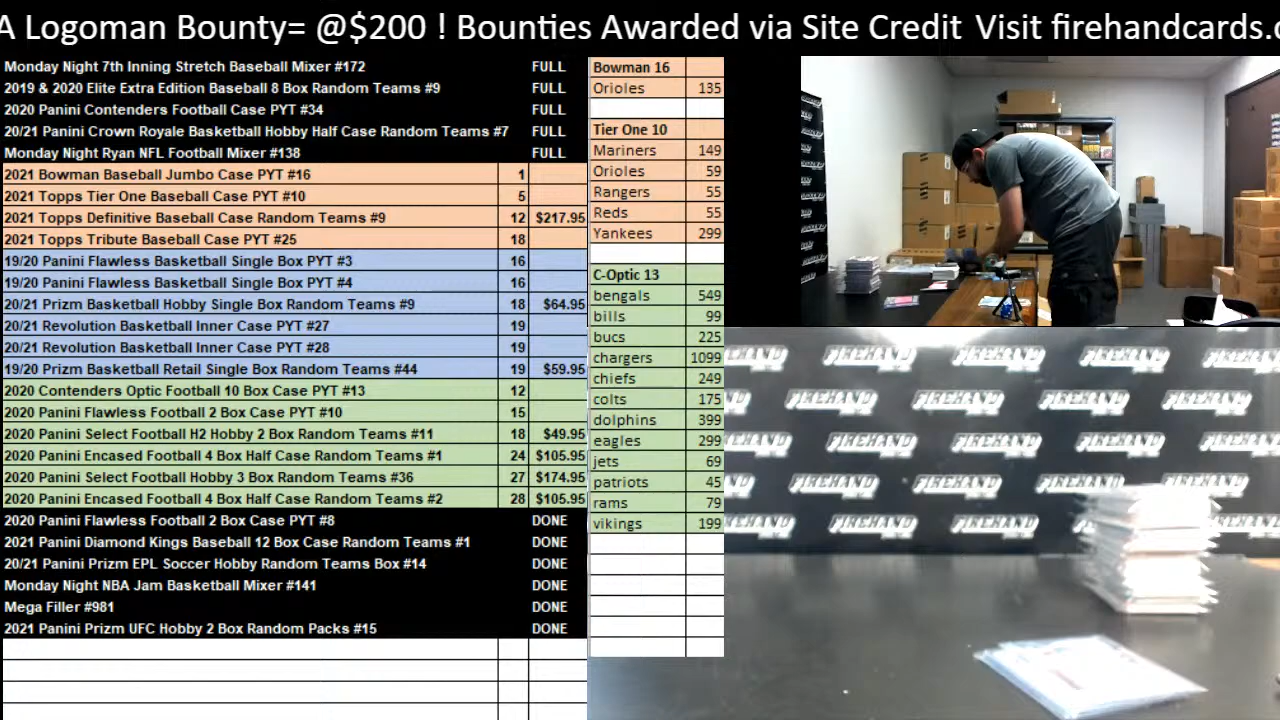 A Logoman Bounty= @$200 ! Bounties Awarded via Site Credit Visit firehandcards.c
Monday Night 7th Inning Stretch Baseball Mixer #172 FULL
2019 & 2020 Elite Extra Edition Baseball 8 Box Random Teams #9 FULL
2020 Panini Contenders Football Case PYT #34 FULL
20/21 Panini Crown Royale Basketball Hobby Half Case Random Teams #7 FULL
Monday Night Ryan NFL Football Mixer #138 FULL
2021 Bowman Baseball Jumbo Case PYT #16 1
2021 Topps Tier One Baseball Case PYT #10 5
2021 Topps Definitive Baseball Case Random Teams #9 12 $217.95
2021 Topps Tribute Baseball Case PYT #25 18
19/20 Panini Flawless Basketball Single Box PYT #3 16
19/20 Panini Flawless Basketball Single Box PYT #4 16
20/21 Prizm Basketball Hobby Single Box Random Teams #9 18 $64.95
20/21 Revolution Basketball Inner Case PYT #27 19
20/21 Revolution Basketball Inner Case PYT #28 19
19/20 Prizm Basketball Retail Single Box Random Teams #44 19 $59.95
2020 Contenders Optic Football 10 Box Case PYT #13 12
2020 Panini Flawless Football 2 Box Case PYT #10 15
2020 Panini Select Football H2 Hobby 2 Box Random Teams #11 18 $49.95
2020 Panini Encased Football 4 Box Half Case Random Teams #1 24 $105.95
2020 Panini Select Football Hobby 3 Box Random Teams #36 27 $174.95
2020 Panini Encased Football 4 Box Half Case Random Teams #2 28 $105.95
2020 Panini Flawless Football 2 Box Case PYT #8 DONE
2021 Panini Diamond Kings Baseball 12 Box Case Random Teams #1 DONE
20/21 Panini Prizm EPL Soccer Hobby Random Teams Box #14 DONE
Monday Night NBA Jam Basketball Mixer #141 DONE
Mega Filler #981 DONE
2021 Panini Prizm UFC Hobby 2 Box Random Packs #15 DONE
Bowman 16
Orioles 135
Tier One 10
Mariners 149
Orioles 59
Rangers 55
Reds 55
Yankees 299
C-Optic 13
bengals 549
bills 99
bucs 225
chargers 1099
chiefs 249
colts 175
dolphins 399
eagles 299
jets 69
patriots 45
rams 79
vikings 199
FIREHAND FIREHAND FIREHAND FIREHAND
FIREHAND FIREHAND FIREHAND
FIREHAND FIREHAND FIREHAND FIREHAND
FIREHAND FIREHAND FIREHAND
FIREHAND FIREHAND FIREHAND